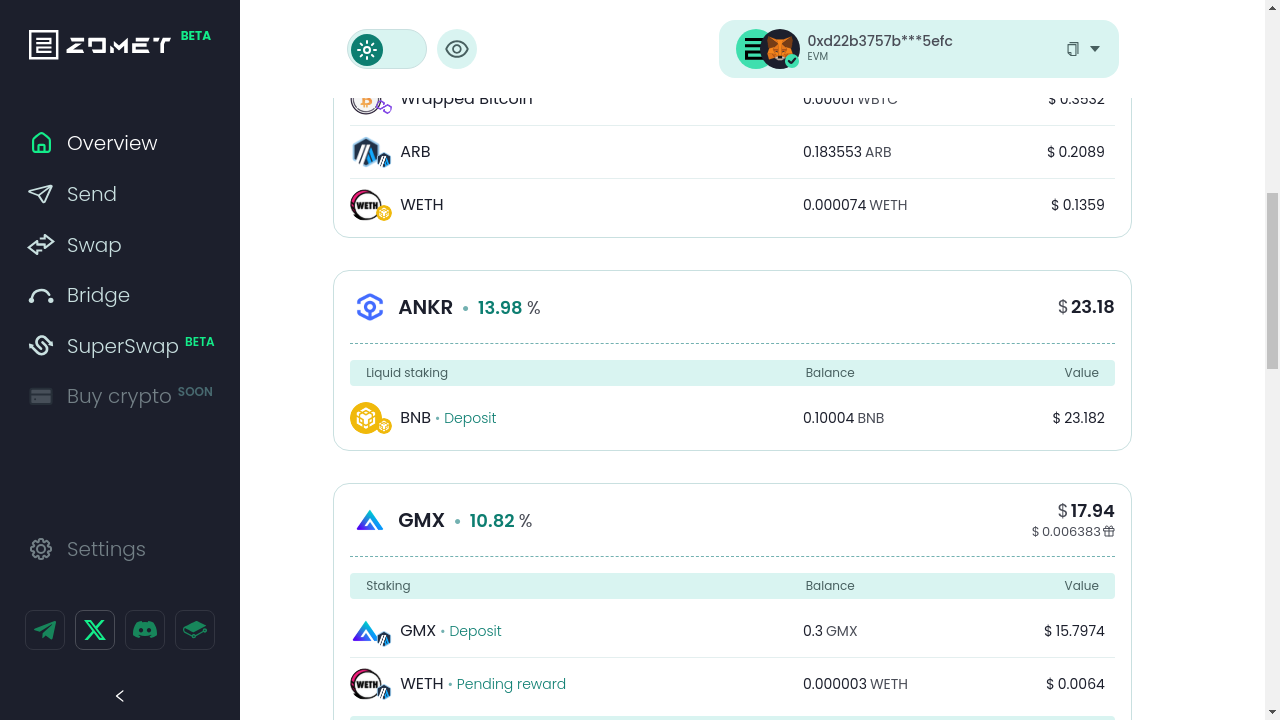 ZOMET BETA
0xd22b3757b***5efc
EVM
Overview
Send
Swap
Bridge
SuperSwap BETA
Buy crypto SOON
Settings
Wrapped Bitcoin 0.00001 WBTC $ 0.3532
ARB 0.183553 ARB $ 0.2089
WETH WETH 0.000074 WETH $ 0.1359
ANKR • 13.98 % $ 23.18
Liquid staking Balance Value
BNB • Deposit 0.10004 BNB $ 23.182
GMX • 10.82 % $ 17.94
$ 0.006383
Staking Balance Value
GMX • Deposit 0.3 GMX $ 15.7974
WETH WETH • Pending reward 0.000003 WETH $ 0.0064